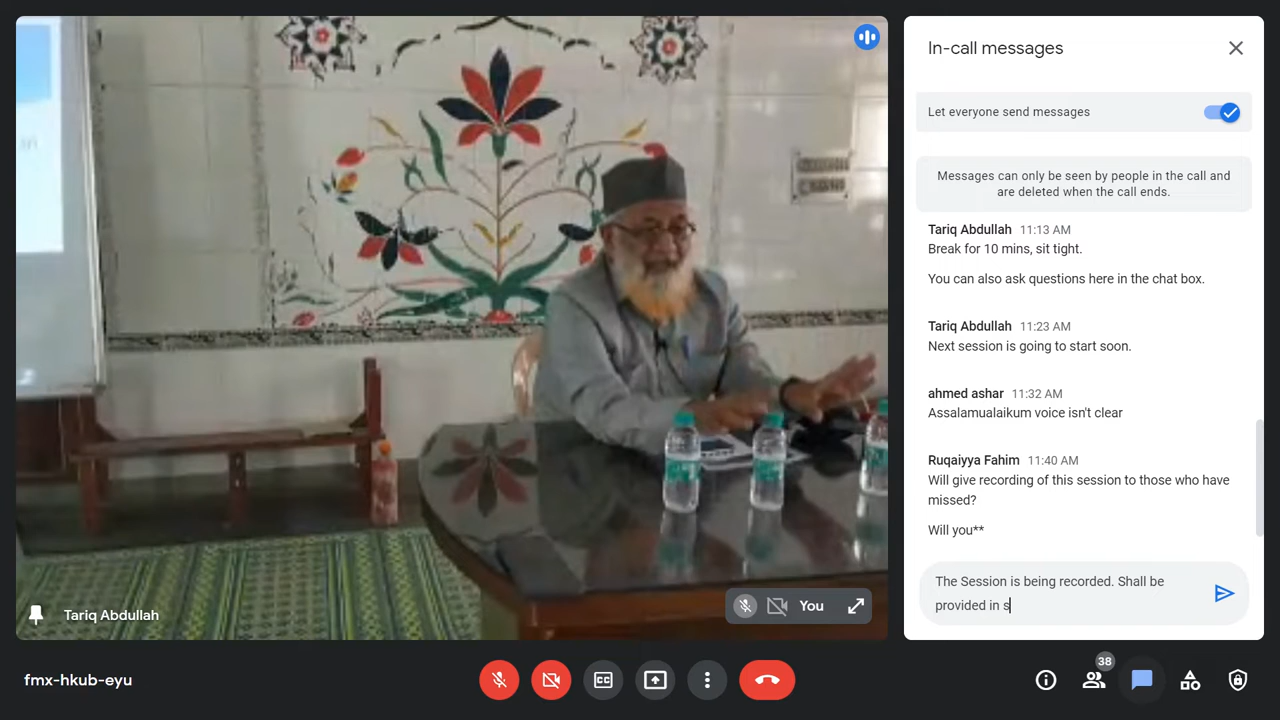 In-call messages
Let everyone send messages
Messages can only be seen by people in the call and
are deleted when the call ends.
Tariq Abdullah 11:13 AM
Break for 10 mins, sit tight.
You can also ask questions here in the chat box.
Tariq Abdullah 11:23 AM
Next session is going to start soon.
ahmed ashar 11:32 AM
Assalamualaikum voice isn't clear
Ruqaiyya Fahim 11:40 AM
Will give recording of this session to those who have
missed?
Will you**
The Session is being recorded. Shall be
provided in s
Tariq Abdullah
You
fmx-hkub-eyu
CC
38